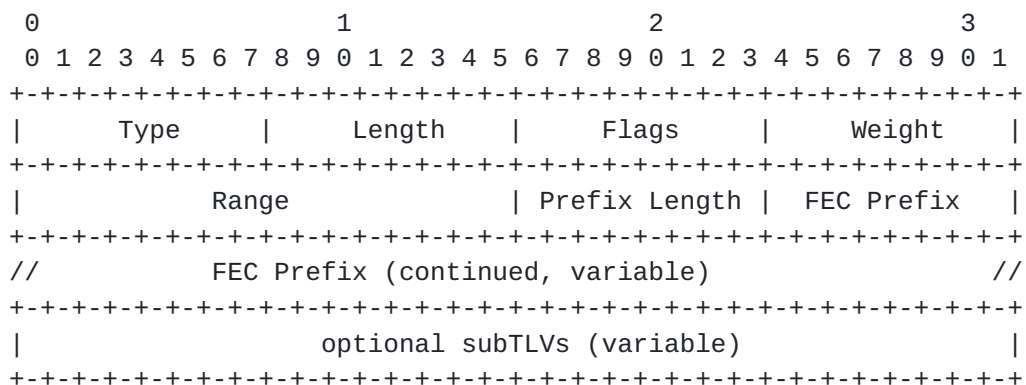 0                   1                   2                   3
 0 1 2 3 4 5 6 7 8 9 0 1 2 3 4 5 6 7 8 9 0 1 2 3 4 5 6 7 8 9 0 1
+-+-+-+-+-+-+-+-+-+-+-+-+-+-+-+-+-+-+-+-+-+-+-+-+-+-+-+-+-+-+-+-+
|      Type     |     Length    |     Flags     |     Weight    |
+-+-+-+-+-+-+-+-+-+-+-+-+-+-+-+-+-+-+-+-+-+-+-+-+-+-+-+-+-+-+-+-+
|            Range              | Prefix Length |  FEC Prefix   |
+-+-+-+-+-+-+-+-+-+-+-+-+-+-+-+-+-+-+-+-+-+-+-+-+-+-+-+-+-+-+-+-+
//           FEC Prefix (continued, variable)                  //
+-+-+-+-+-+-+-+-+-+-+-+-+-+-+-+-+-+-+-+-+-+-+-+-+-+-+-+-+-+-+-+-+
|                   optional subTLVs (variable)                 |
+-+-+-+-+-+-+-+-+-+-+-+-+-+-+-+-+-+-+-+-+-+-+-+-+-+-+-+-+-+-+-+-+